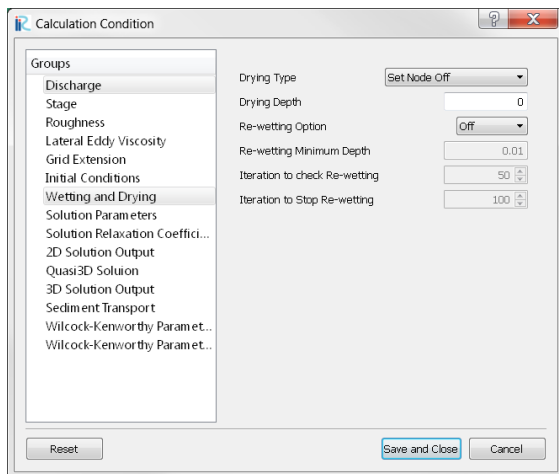 Calculation Condition
Groups
Discharge
Stage
Roughness
Lateral Eddy Viscosity
Grid Extension
Initial Conditions
Wetting and Drying
Solution Parameters
Solution Relaxation Coeffici...
2D Solution Output
Quasi3D Soluion
3D Solution Output
Sediment Transport
Wilcock-Kenworthy Paramet...
Wilcock-Kenworthy Paramet...
Drying Type Set Node Off
Drying Depth 0
Re-wetting Option Off
Re-wetting Minimum Depth 0.01
Iteration to check Re-wetting 50
Iteration to Stop Re-wetting 100
Reset Save and Close Cancel